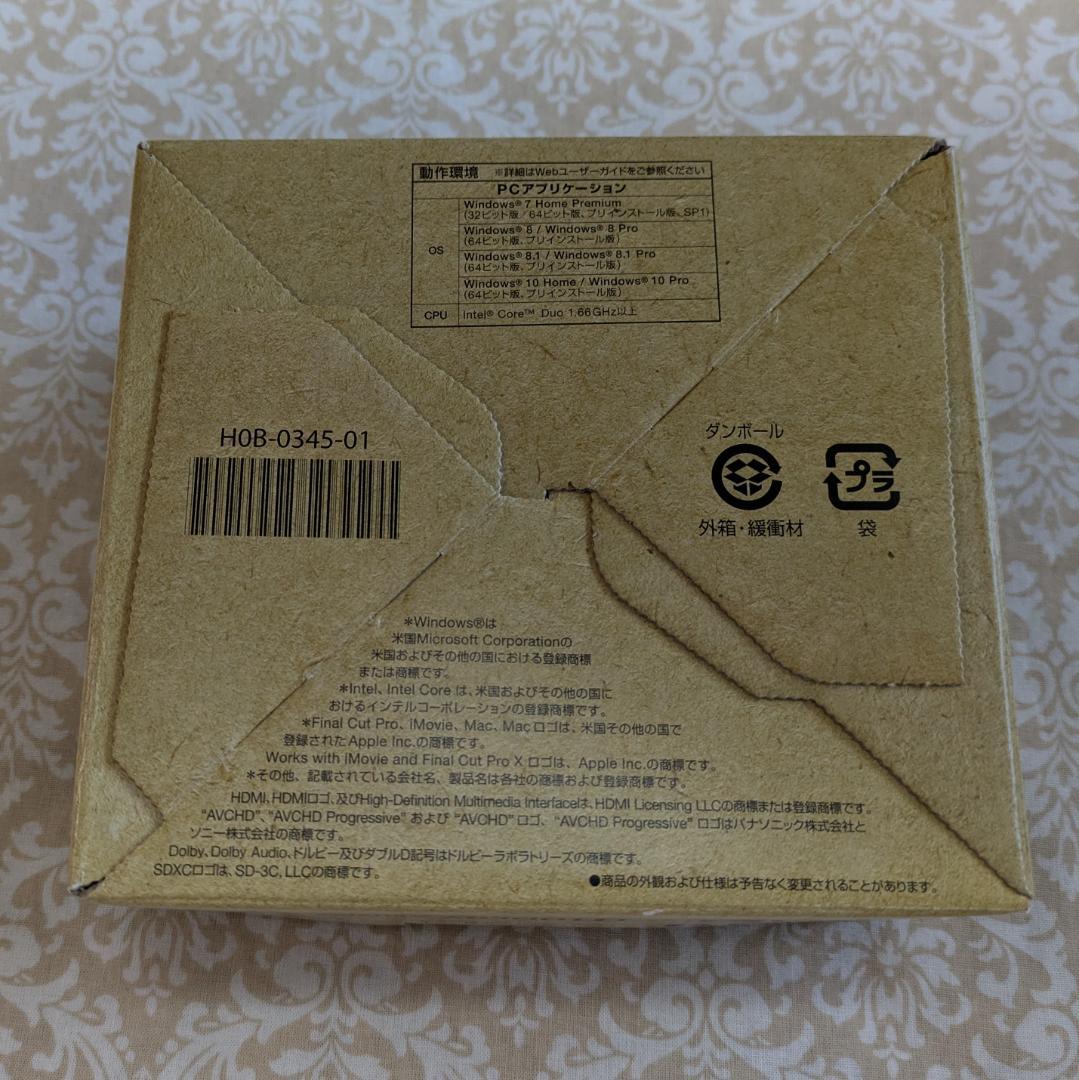 動作環境 ※詳細はWebユーザーガイドをご参照ください
PCアプリケーション
OS
Windows® 7 Home Premium
(32ビット版／64ビット版、プリインストール版、SP1)
Windows® 8 / Windows® 8 Pro
(64ビット版、プリインストール版)
Windows® 8.1 / Windows® 8.1 Pro
(64ビット版、プリインストール版)
Windows® 10 Home / Windows® 10 Pro
(64ビット版、プリインストール版)
CPU Intel® Core™ Duo 1.66GHz以上
H0B-0345-01
ダンボール
外箱・緩衝材
プラ
袋
＊Windows®は
米国Microsoft Corporationの
米国およびその他の国における登録商標
または商標です。
＊Intel、Intel Core は、米国およびその他の国に
おけるインテルコーポレーションの登録商標です。
＊Final Cut Pro、iMovie、Mac、Mac ロゴは、米国その他の国で
登録されたApple Inc.の商標です。
Works with iMovie and Final Cut Pro X ロゴは、Apple Inc.の商標です。
＊その他、記載されている会社名、製品名は各社の商標および登録商標です。
HDMI、HDMIロゴ、及びHigh-Definition Multimedia Interfaceは、HDMI Licensing LLCの商標または登録商標です。
“AVCHD”、“AVCHD Progressive” および “AVCHD” ロゴ、“AVCHD Progressive” ロゴはパナソニック株式会社と
ソニー株式会社の商標です。
Dolby、Dolby Audio、ドルビー及びダブルD記号はドルビーラボラトリーズの商標です。
SDXCロゴは、SD-3C, LLCの商標です。
●商品の外観および仕様は予告なく変更されることがあります。